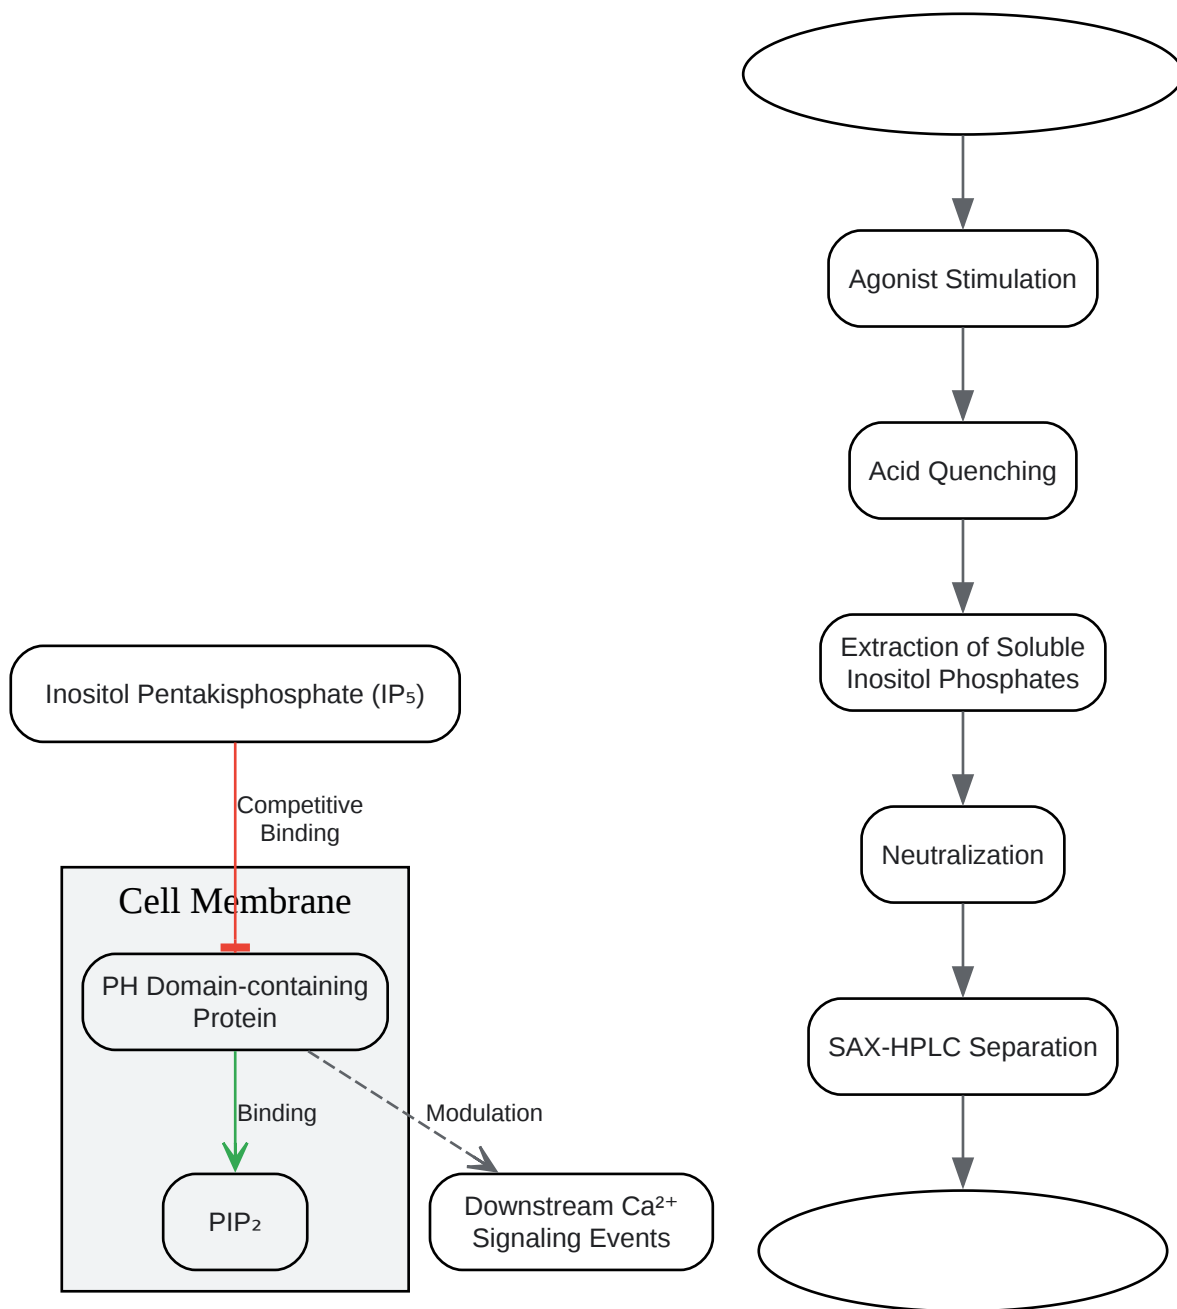 Agonist Stimulation
Acid Quenching
Extraction of Soluble
Inositol Phosphates
Inositol Pentakisphosphate (IP₅)
Competitive
Binding
Neutralization
Cell Membrane
PH Domain-containing
Protein
SAX-HPLC Separation
Binding
Modulation
PIP₂
Downstream Ca²⁺
Signaling Events